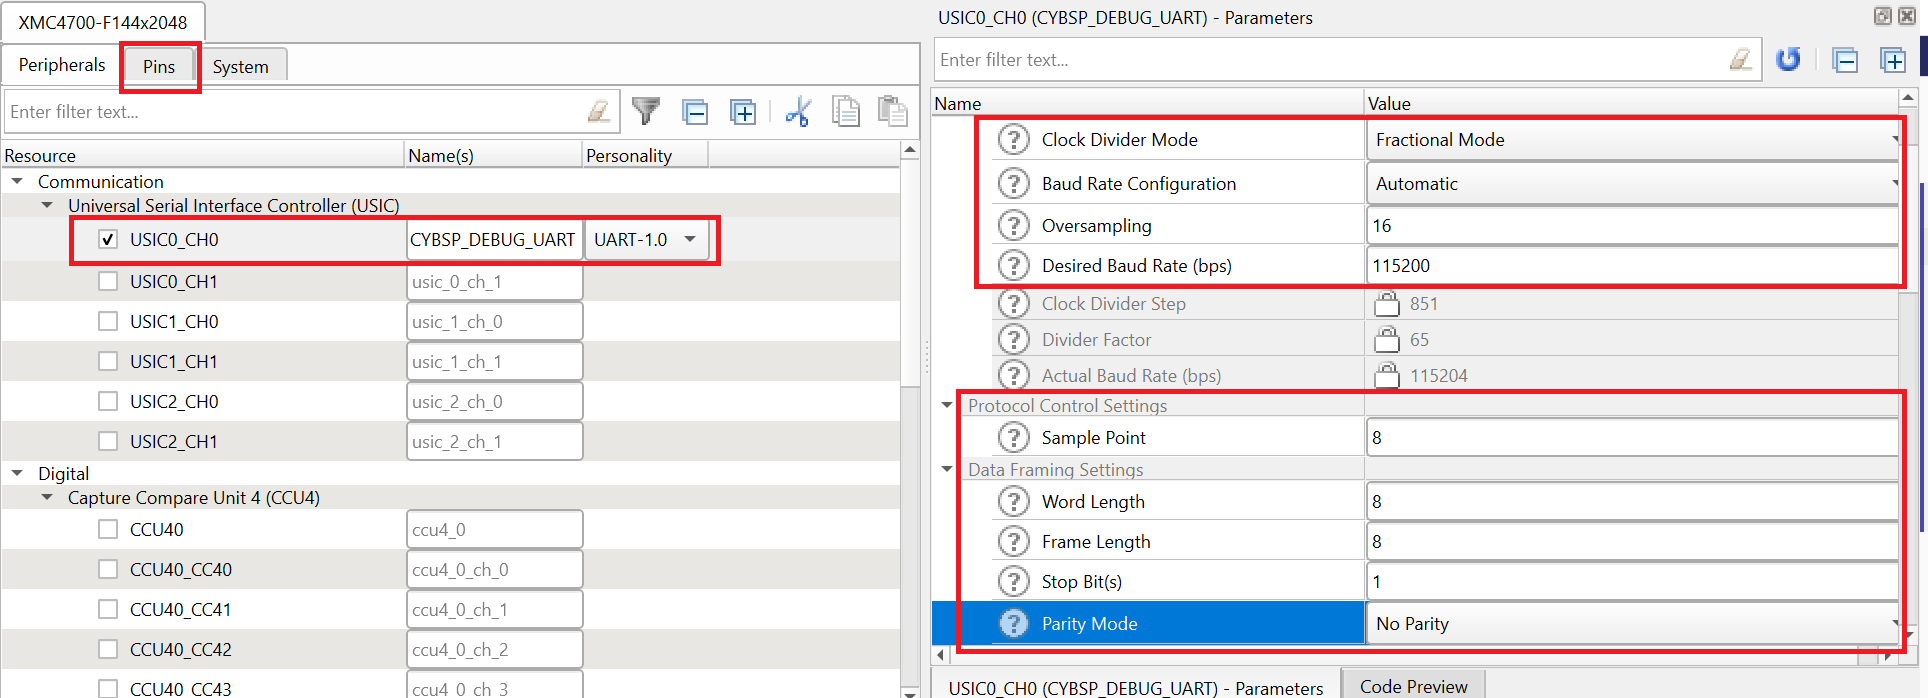 XMC4700-F144x2048
Peripherals Pins System
Enter filter text...
Resource Name(s) Personality
Communication
Universal Serial Interface Controller (USIC)
USIC0_CH0 CYBSP_DEBUG_UART UART-1.0
USIC0_CH1 usic_0_ch_1
USIC1_CH0 usic_1_ch_0
USIC1_CH1 usic_1_ch_1
USIC2_CH0 usic_2_ch_0
USIC2_CH1 usic_2_ch_1
Digital
Capture Compare Unit 4 (CCU4)
CCU40 ccu4_0
CCU40_CC40 ccu4_0_ch_0
CCU40_CC41 ccu4_0_ch_1
CCU40_CC42 ccu4_0_ch_2
CCU40_CC43 ccu4_0_ch_3
USIC0_CH0 (CYBSP_DEBUG_UART) - Parameters
Enter filter text...
Name Value
Clock Divider Mode Fractional Mode
Baud Rate Configuration Automatic
Oversampling 16
Desired Baud Rate (bps) 115200
Clock Divider Step 851
Divider Factor 65
Actual Baud Rate (bps) 115204
Protocol Control Settings
Sample Point 8
Data Framing Settings
Word Length 8
Frame Length 8
Stop Bit(s) 1
Parity Mode No Parity
USIC0_CH0 (CYBSP_DEBUG_UART) - Parameters Code Preview